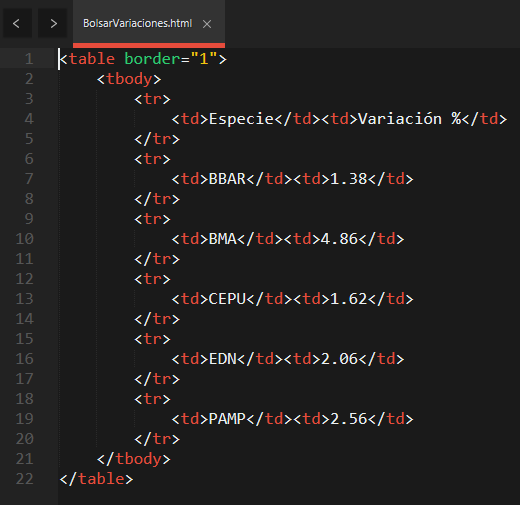 BolsarVariaciones.html
1 <table border="1">
2     <tbody>
3         <tr>
4             <td>Especie</td><td>Variación %</td>
5         </tr>
6         <tr>
7             <td>BBAR</td><td>1.38</td>
8         </tr>
9         <tr>
10             <td>BMA</td><td>4.86</td>
11         </tr>
12         <tr>
13             <td>CEPU</td><td>1.62</td>
14         </tr>
15         <tr>
16             <td>EDN</td><td>2.06</td>
17         </tr>
18         <tr>
19             <td>PAMP</td><td>2.56</td>
20         </tr>
21     </tbody>
22 </table>